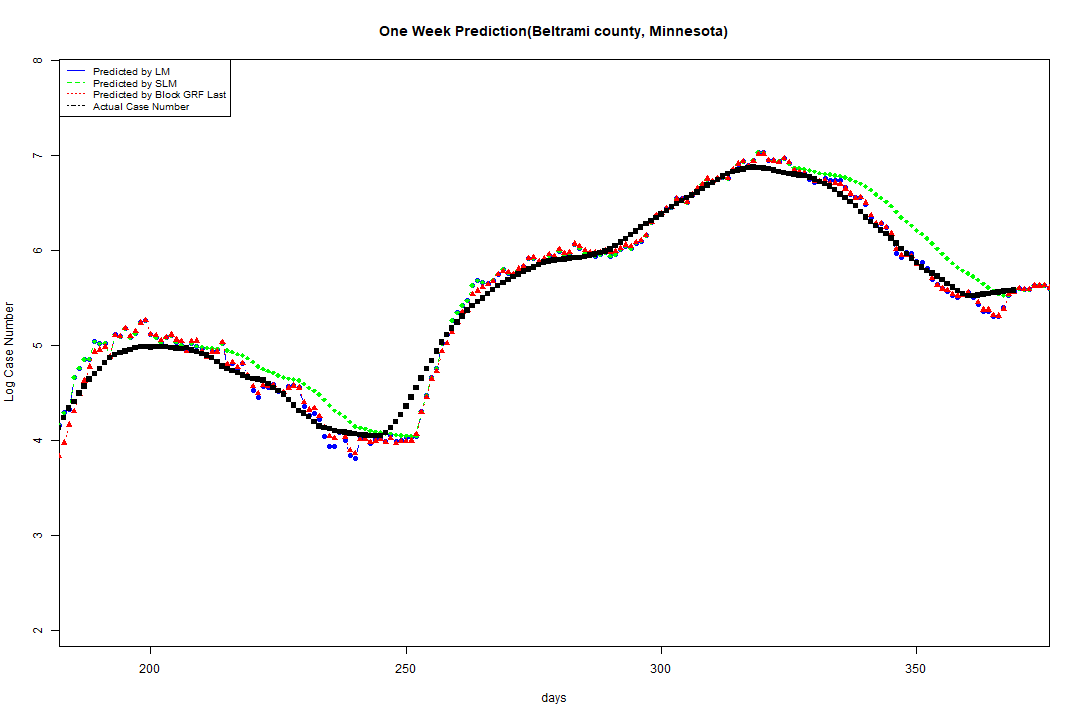 One Week Prediction(Beltrami county, Minnesota)
Predicted by LM
Predicted by SLM
Predicted by Block GRF Last
Actual Case Number
8
7
6
5
4
3
2
Log Case Number
200 250 300 350
days